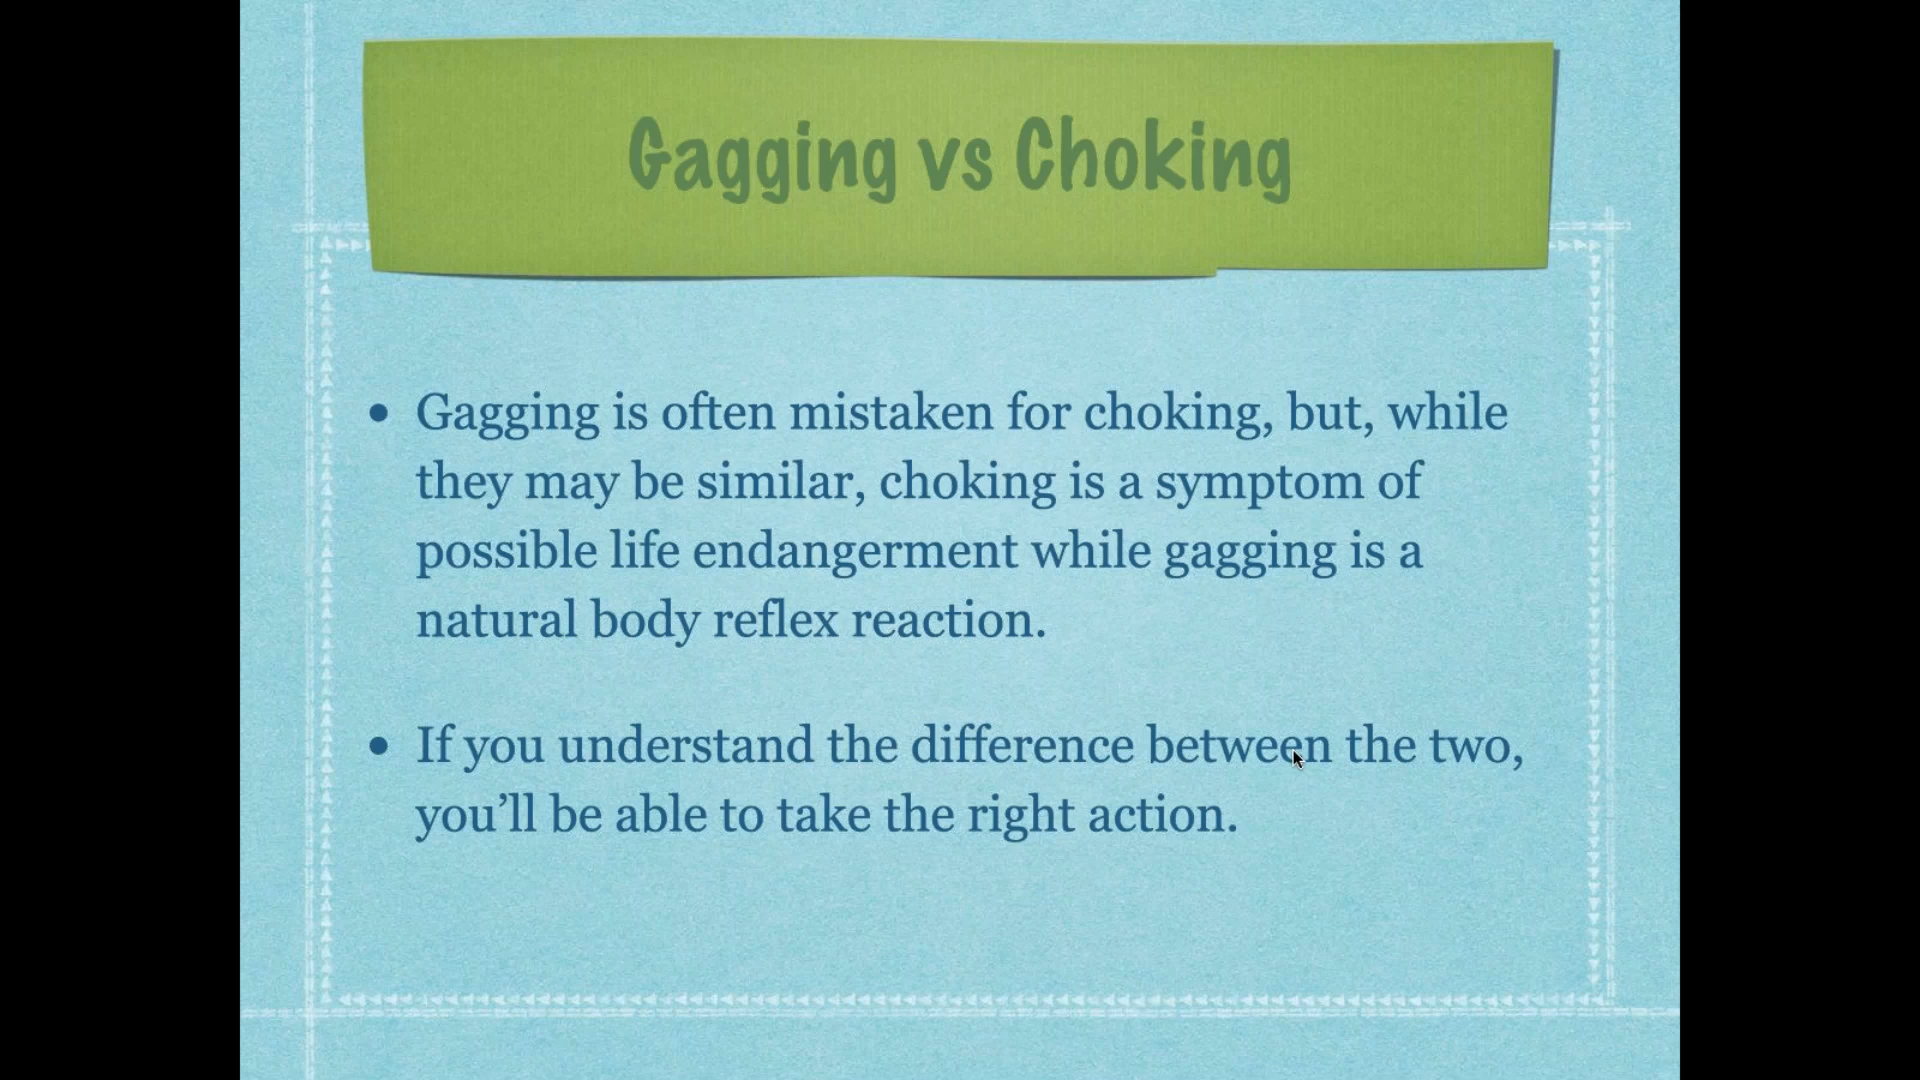 Gagging vs Choking
• Gagging is often mistaken for choking, but, while
they may be similar, choking is a symptom of
possible life endangerment while gagging is a
natural body reflex reaction.
• If you understand the difference between the two,
you’ll be able to take the right action.